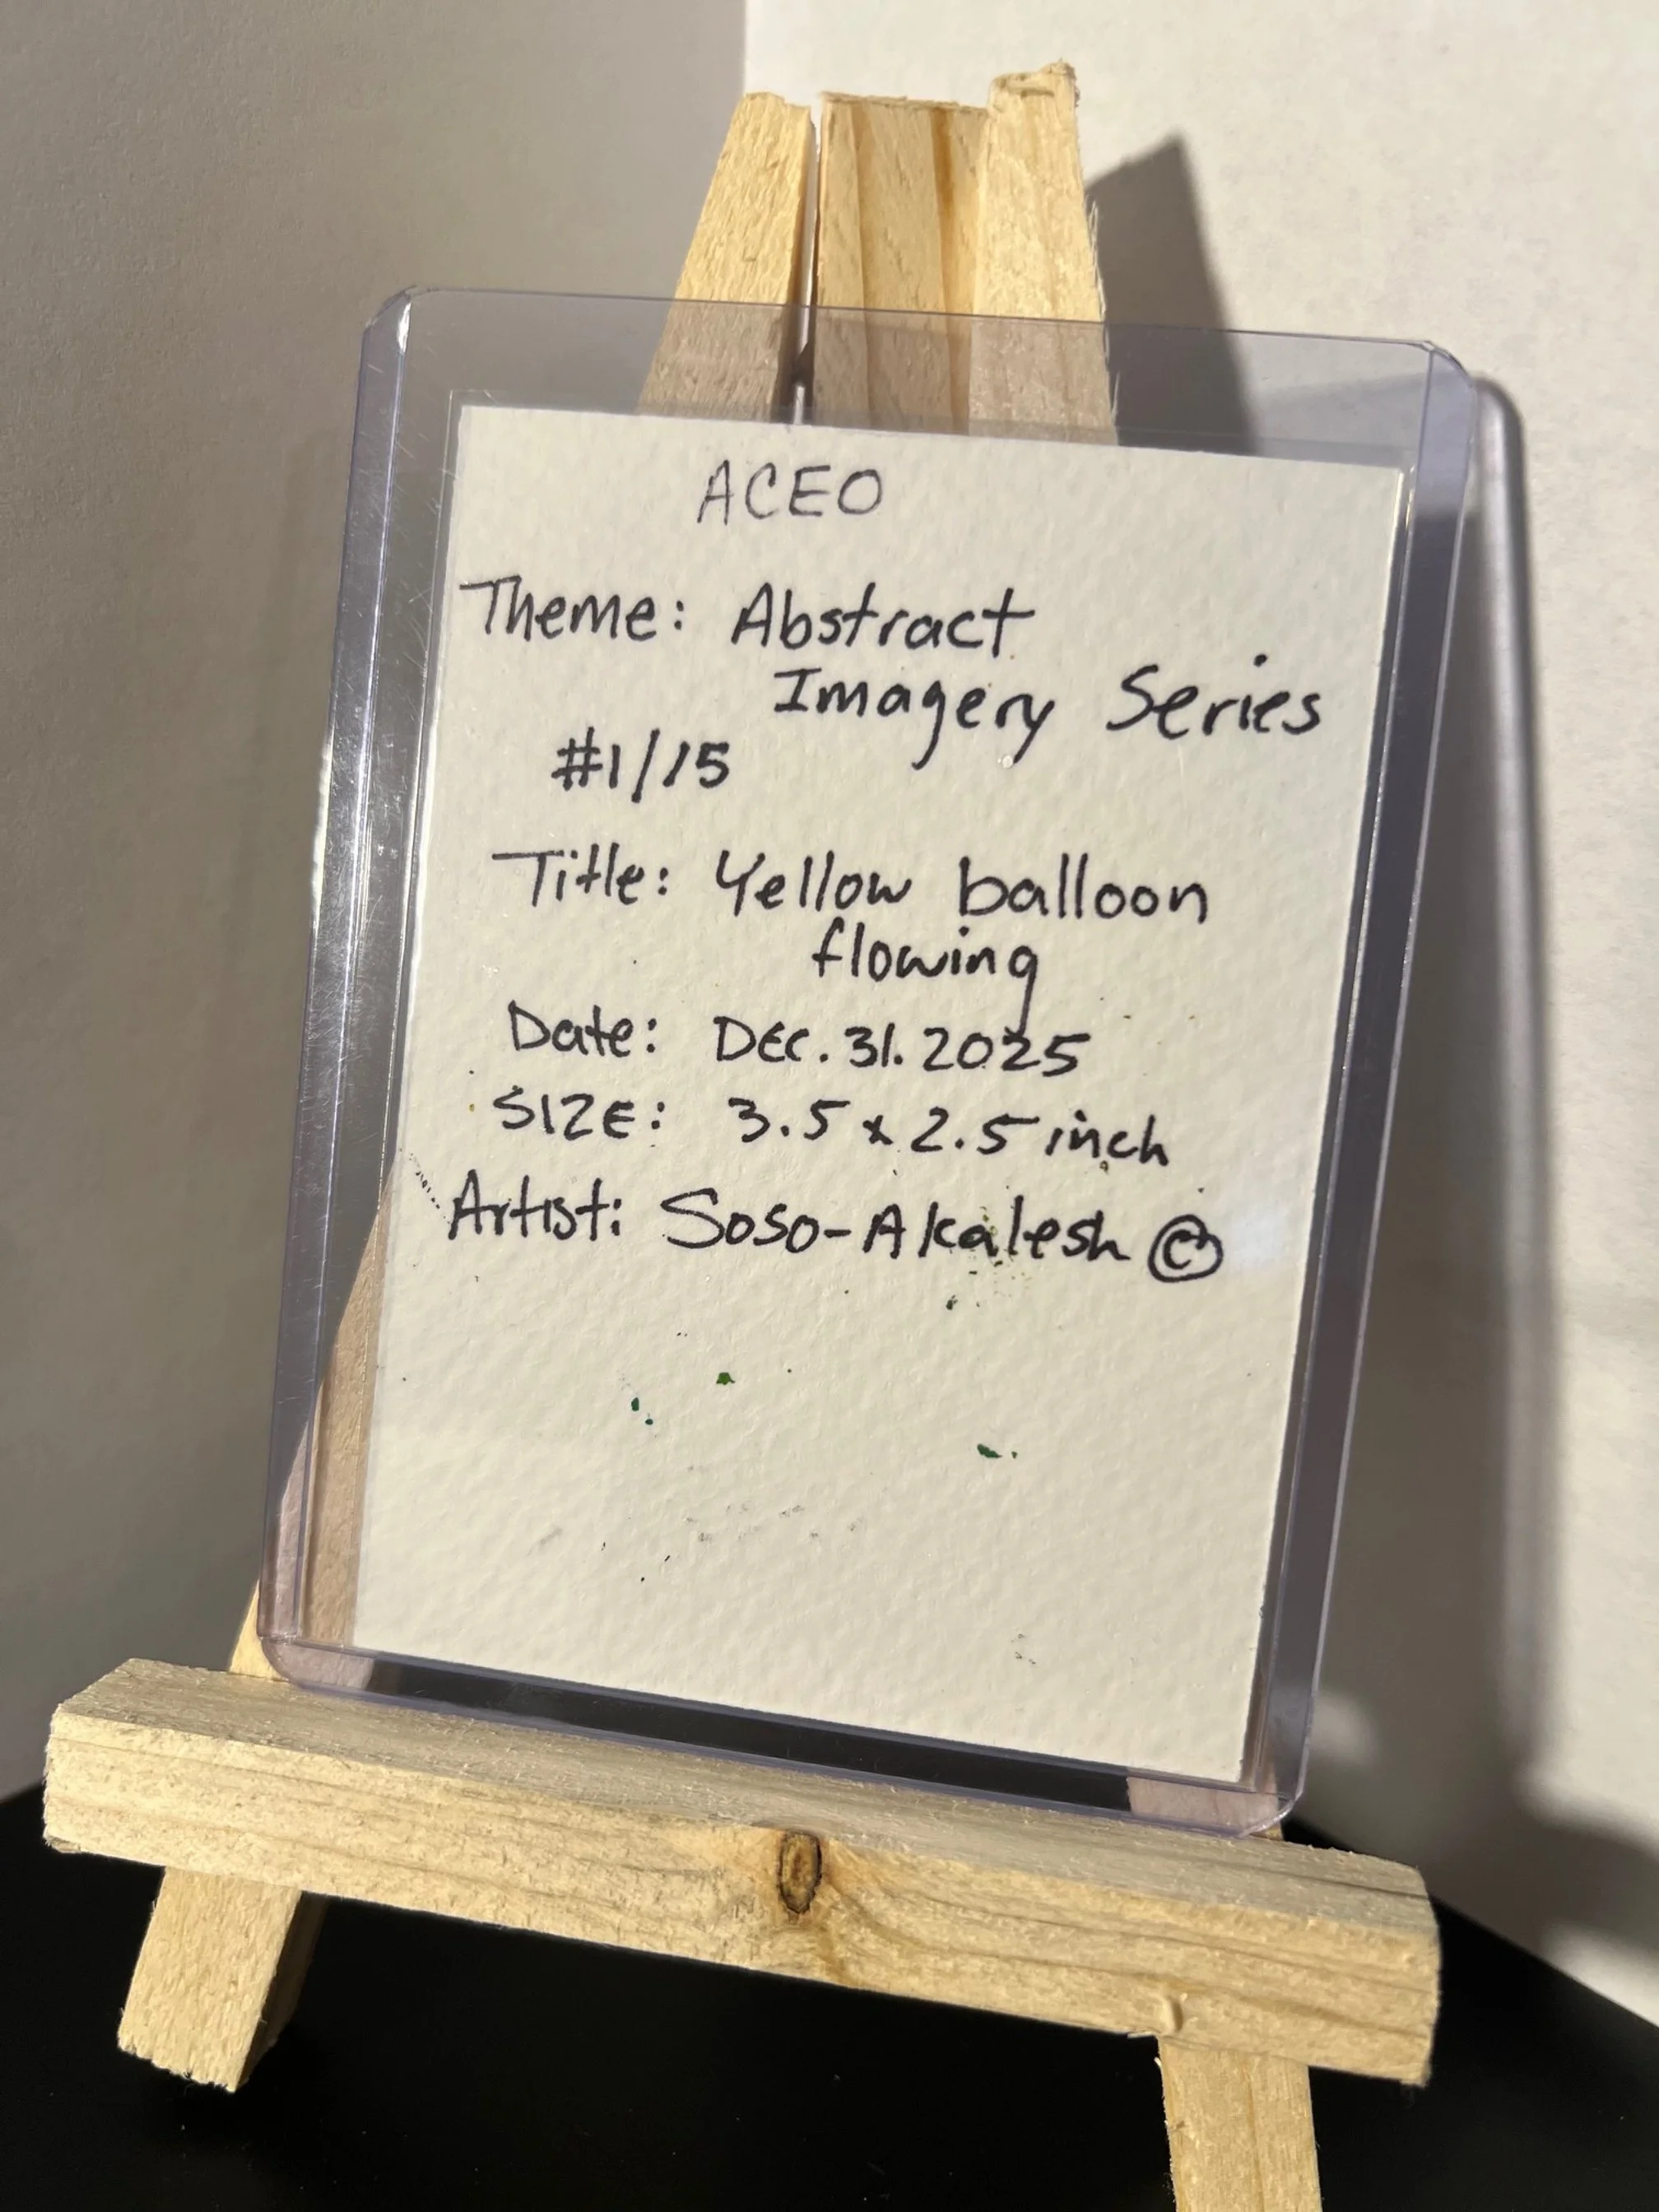 ACEO
Theme: Abstract
Imagery Series
#1/15
Title: Yellow balloon
flowing
Date: DEC. 31. 2025
SIZE: 3.5 x 2.5 inch
Artist: Soso-Akalesh ©